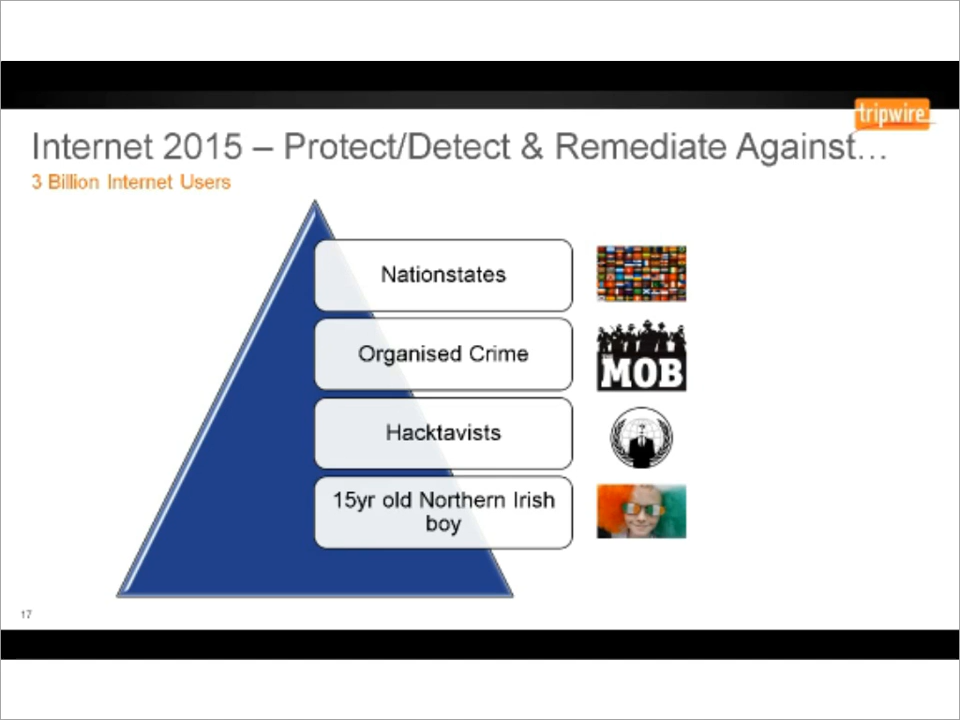 tripwire
Internet 2015 – Protect/Detect & Remediate Against...
3 Billion Internet Users
Nationstates
Organised Crime
MOB
Hacktavists
15yr old Northern Irish
boy
17